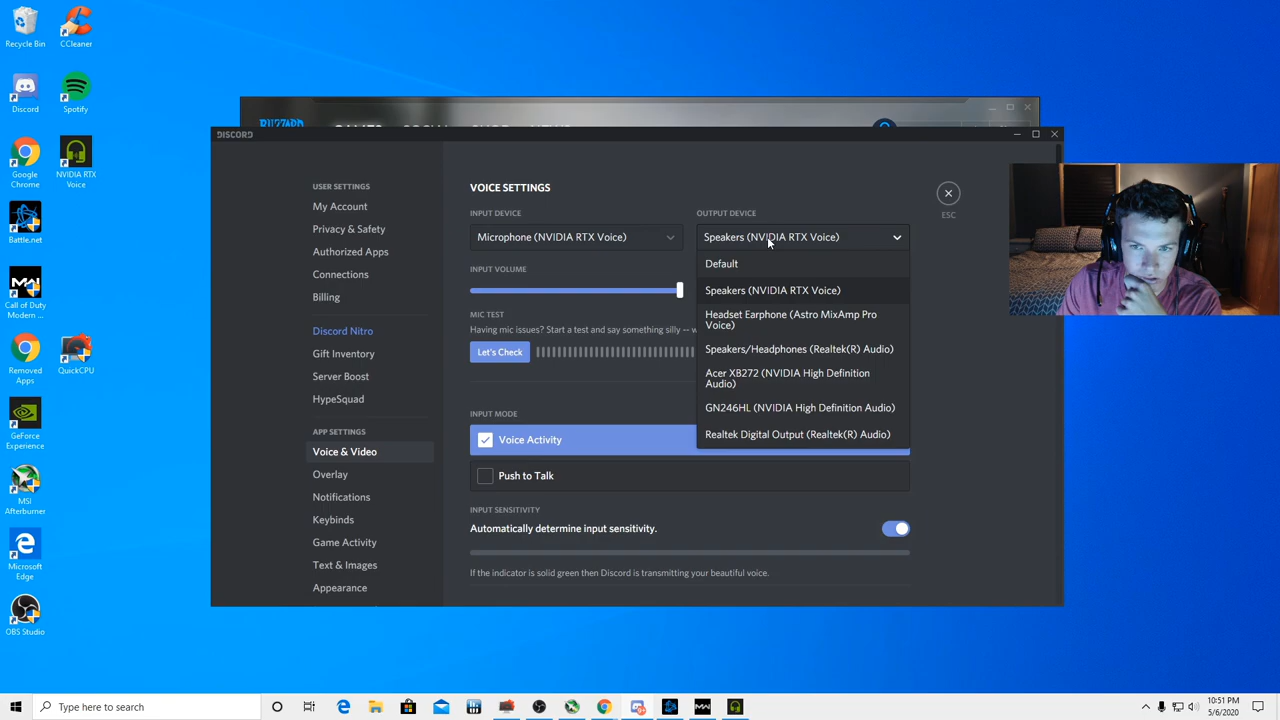 Recycle Bin
CCleaner
Discord
Spotify
Google
Chrome
NVIDIA RTX
Voice
Battle.net
Call of Duty
Modern ...
Removed
Apps
QuickCPU
GeForce
Experience
MSI
Afterburner
Microsoft
Edge
OBS Studio
DISCORD
USER SETTINGS
My Account
Privacy & Safety
Authorized Apps
Connections
Billing
Discord Nitro
Gift Inventory
Server Boost
HypeSquad
APP SETTINGS
Voice & Video
Overlay
Notifications
Keybinds
Game Activity
Text & Images
Appearance
VOICE SETTINGS
ESC
INPUT DEVICE
Microphone (NVIDIA RTX Voice)
OUTPUT DEVICE
Speakers (NVIDIA RTX Voice)
Default
Speakers (NVIDIA RTX Voice)
Headset Earphone (Astro MixAmp Pro
Voice)
Speakers/Headphones (Realtek(R) Audio)
Acer XB272 (NVIDIA High Definition
Audio)
GN246HL (NVIDIA High Definition Audio)
Realtek Digital Output (Realtek(R) Audio)
INPUT VOLUME
MIC TEST
Having mic issues? Start a test and say something silly --
Let's Check
INPUT MODE
Voice Activity
Push to Talk
INPUT SENSITIVITY
Automatically determine input sensitivity.
If the indicator is solid green then Discord is transmitting your beautiful voice.
Type here to search
10:51 PM
5/6/2020